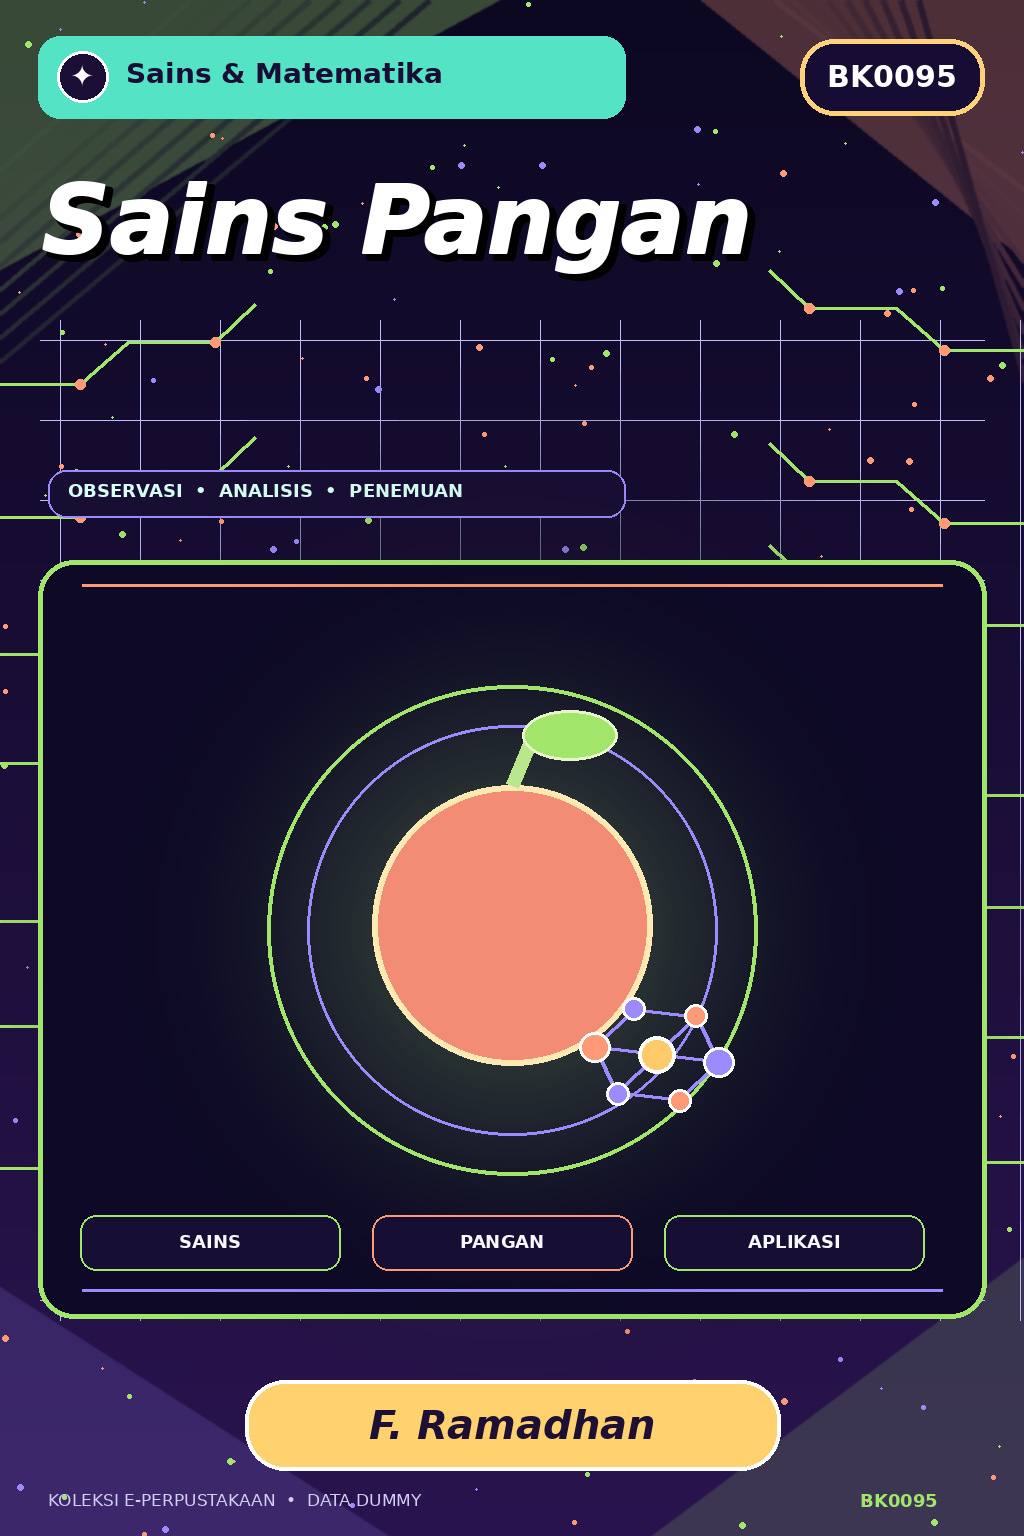 ✦ Sains & Matematika
BK0095
Sains Pangan
OBSERVASI • ANALISIS • PENEMUAN
SAINS
PANGAN
APLIKASI
F. Ramadhan
KOLEKSI E-PERPUSTAKAAN • DATA DUMMY
BK0095